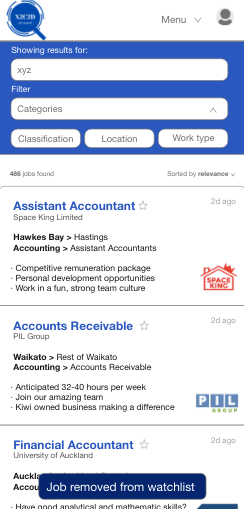 X2C2D
Menu
Showing results for:
xyz
Filter
Categories
Classification
Location
Work type
486 jobs found
Sorted by relevance
2d ago
Assistant Accountant
Space King Limited
Hawkes Bay > Hastings
Accounting > Assistant Accountants
· Competitive remuneration package
· Personal development opportunities
· Work in a fun, strong team culture
SPACE
KING
2d ago
Accounts Receivable
PIL Group
Waikato > Rest of Waikato
Accounting > Accounts Receivable
· Anticipated 32-40 hours per week
· Join our amazing team
· Kiwi owned business making a difference
PIL
GROUP
2d ago
Financial Accountant
University of Auckland
Job removed from watchlist
· Have good analytical and mathematic skills?